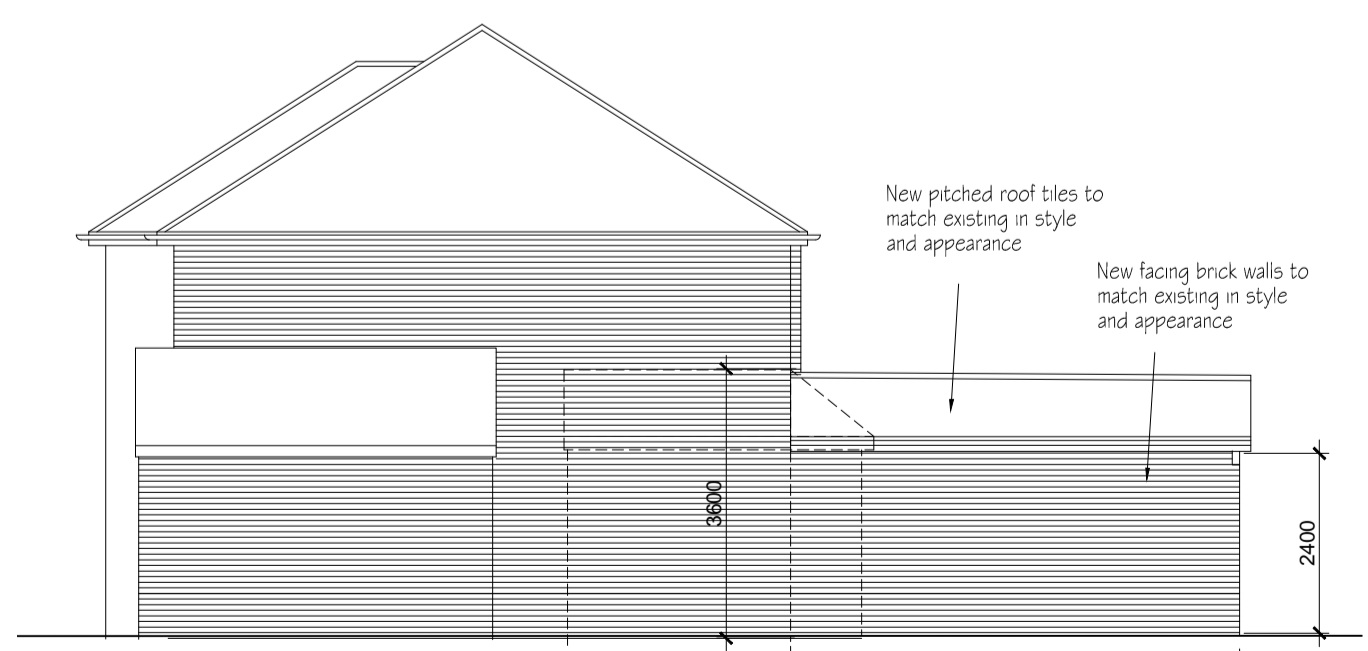 New pitched roof tiles to
match existing in style
and appearance
New facing brick walls to
match existing in style
and appearance
3600
2400